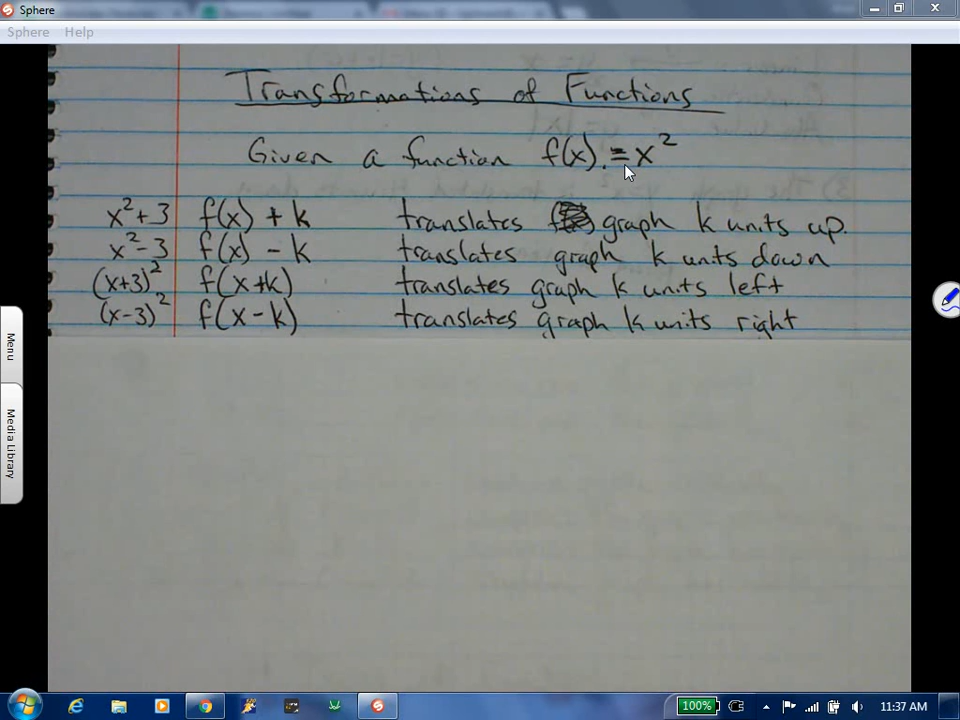 Sphere
Sphere Help
Transformations of Functions
Given a function f(x) = x²
x²+3 f(x) + k translates graph k units up.
x²-3 f(x) - k translates graph k units down
(x+3)² f(x+k) translates graph k units left
(x-3)² f(x-k) translates graph k units right
Menu
Media Library
100% 11:37 AM